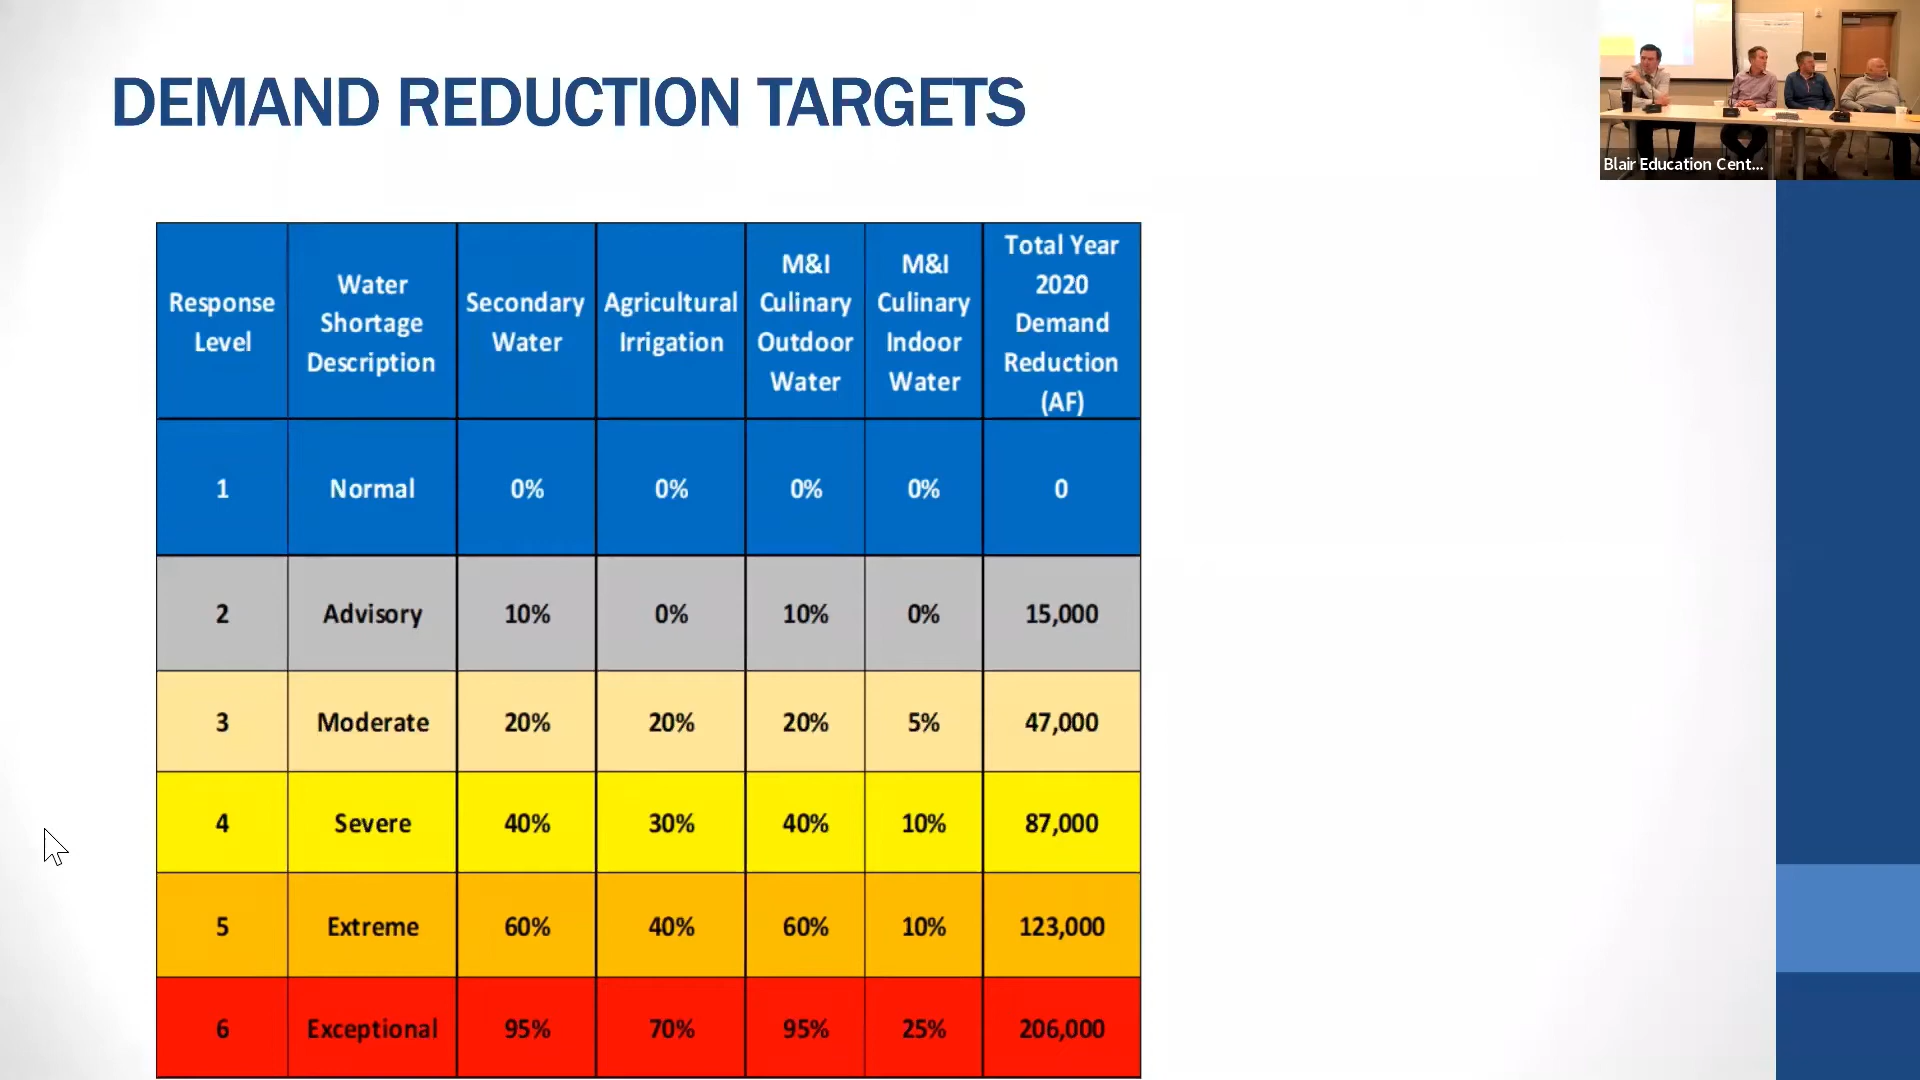 DEMAND REDUCTION TARGETS
Blair Education Cent...
Response Level
Water Shortage Description
Secondary Water
Agricultural Irrigation
M&I Culinary Outdoor Water
M&I Culinary Indoor Water
Total Year 2020 Demand Reduction (AF)
1 Normal 0% 0% 0% 0% 0
2 Advisory 10% 0% 10% 0% 15,000
3 Moderate 20% 20% 20% 5% 47,000
4 Severe 40% 30% 40% 10% 87,000
5 Extreme 60% 40% 60% 10% 123,000
6 Exceptional 95% 70% 95% 25% 206,000